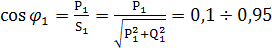 cos φ₁ = P₁/S₁ = P₁/√(P₁²+Q₁²) = 0,1 ÷ 0,95